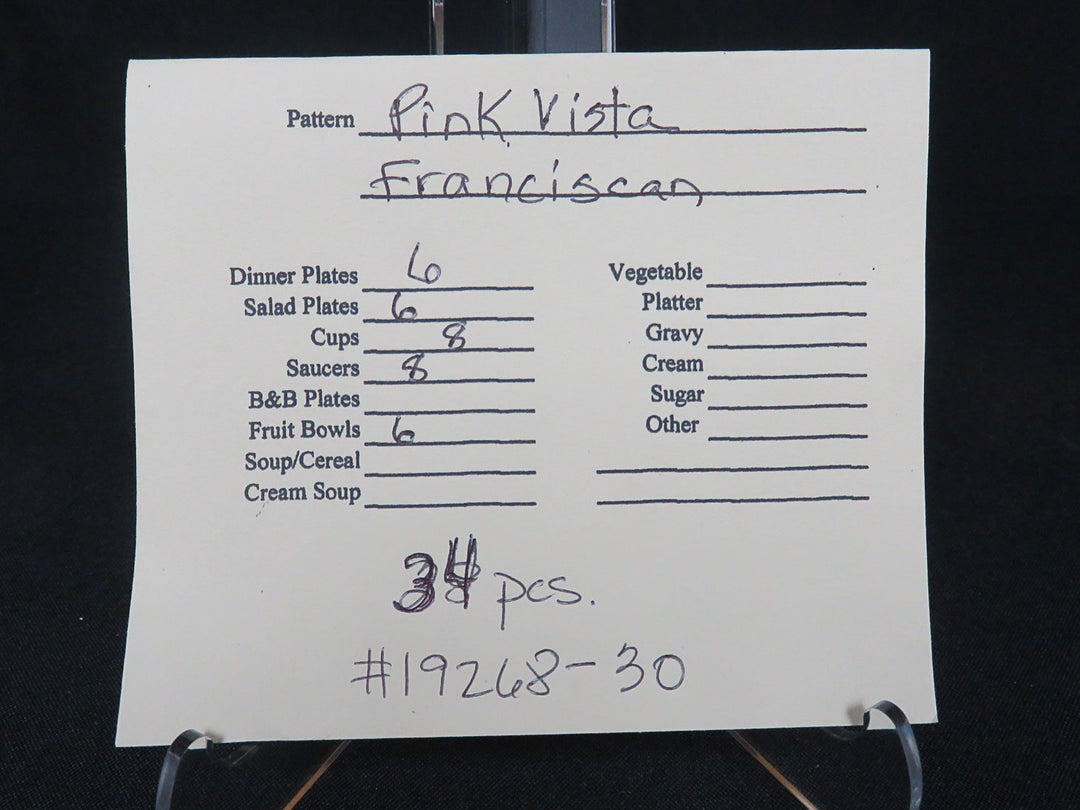 Pattern Pink Vista
Franciscan
Dinner Plates 6
Salad Plates 6
Cups 8
Saucers 8
B&B Plates
Fruit Bowls 6
Soup/Cereal
Cream Soup
Vegetable
Platter
Gravy
Cream
Sugar
Other
34 pcs.
#19268-30